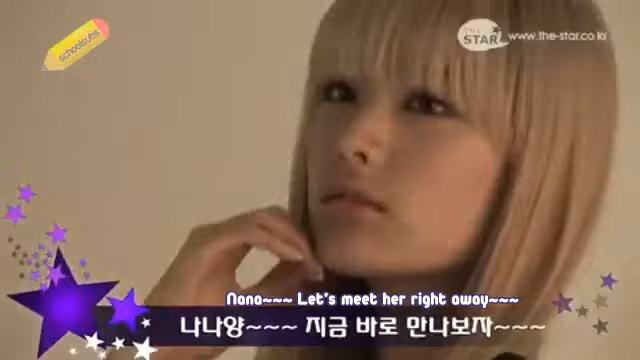 schoolsubs
THE STAR
www.the-star.co.kr
Nana~~~ Let's meet her right away~~~
나나양~~~ 지금 바로 만나보자~~~